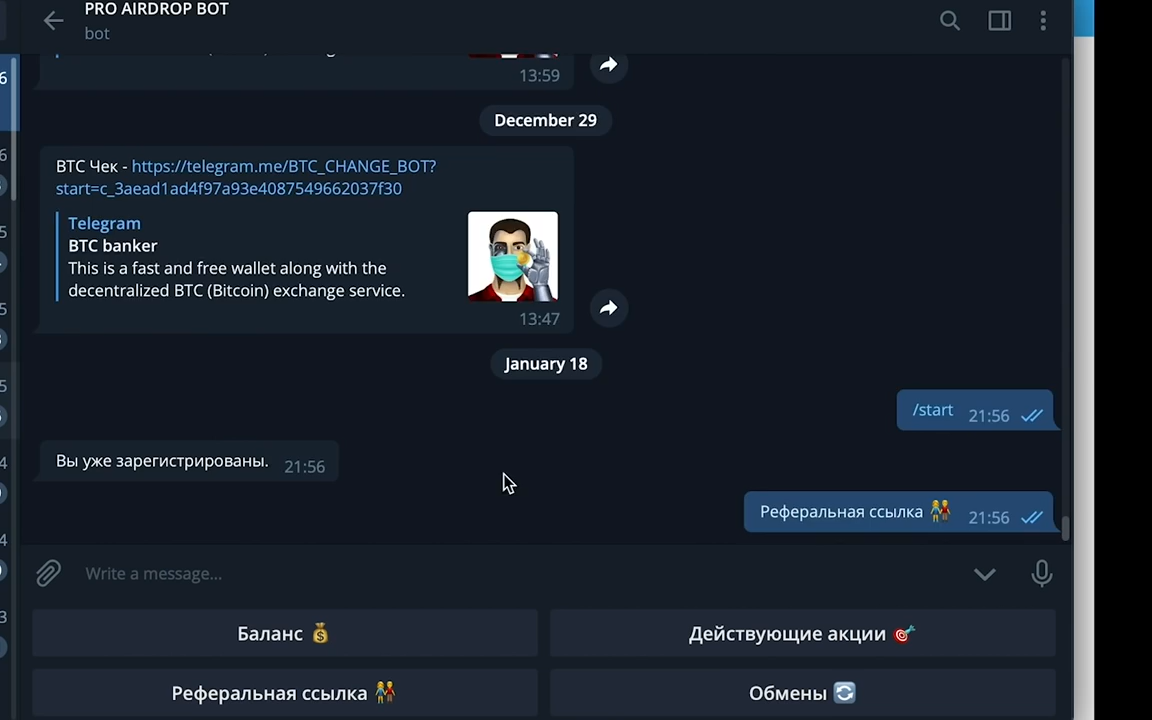 PRO AIRDROP BOT
bot
13:59
December 29
BTC Чек - https://telegram.me/BTC_CHANGE_BOT?
start=c_3aead1ad4f97a93e4087549662037f30
Telegram
BTC banker
This is a fast and free wallet along with the
decentralized BTC (Bitcoin) exchange service.
13:47
January 18
/start 21:56
Вы уже зарегистрированы. 21:56
Реферальная ссылка 👫 21:56
Write a message...
Баланс 💰 Действующие акции 🎯
Реферальная ссылка 👫 Обмены 🔄